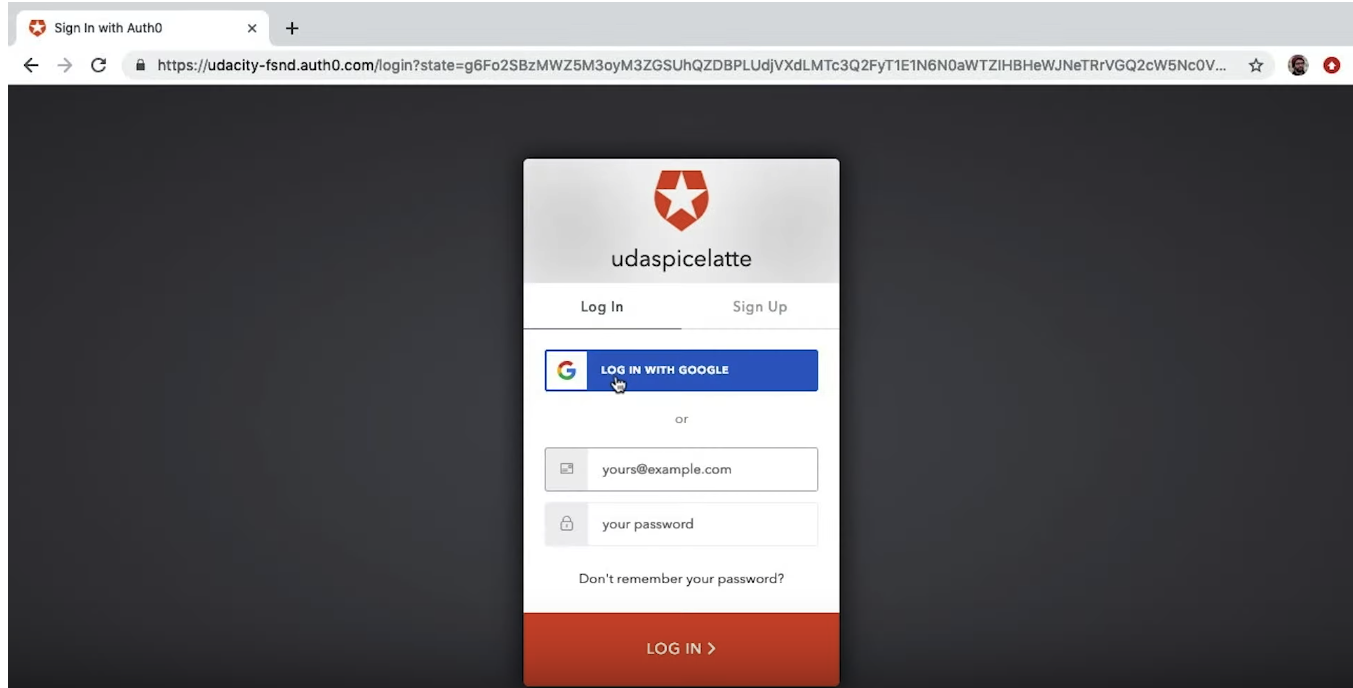 Sign In with Auth0
https://udacity-fsnd.auth0.com/login?state=g6Fo2SBzMWZ5M3oyM3ZGSUhQZDBPLUdjVXdLMTc3Q2FyT1E1N6N0aWTZIHBHeWJNeTRrVGQ2cW5Nc0V...
udaspicelatte
Log In Sign Up
LOG IN WITH GOOGLE
or
yours@example.com
your password
Don't remember your password?
LOG IN >